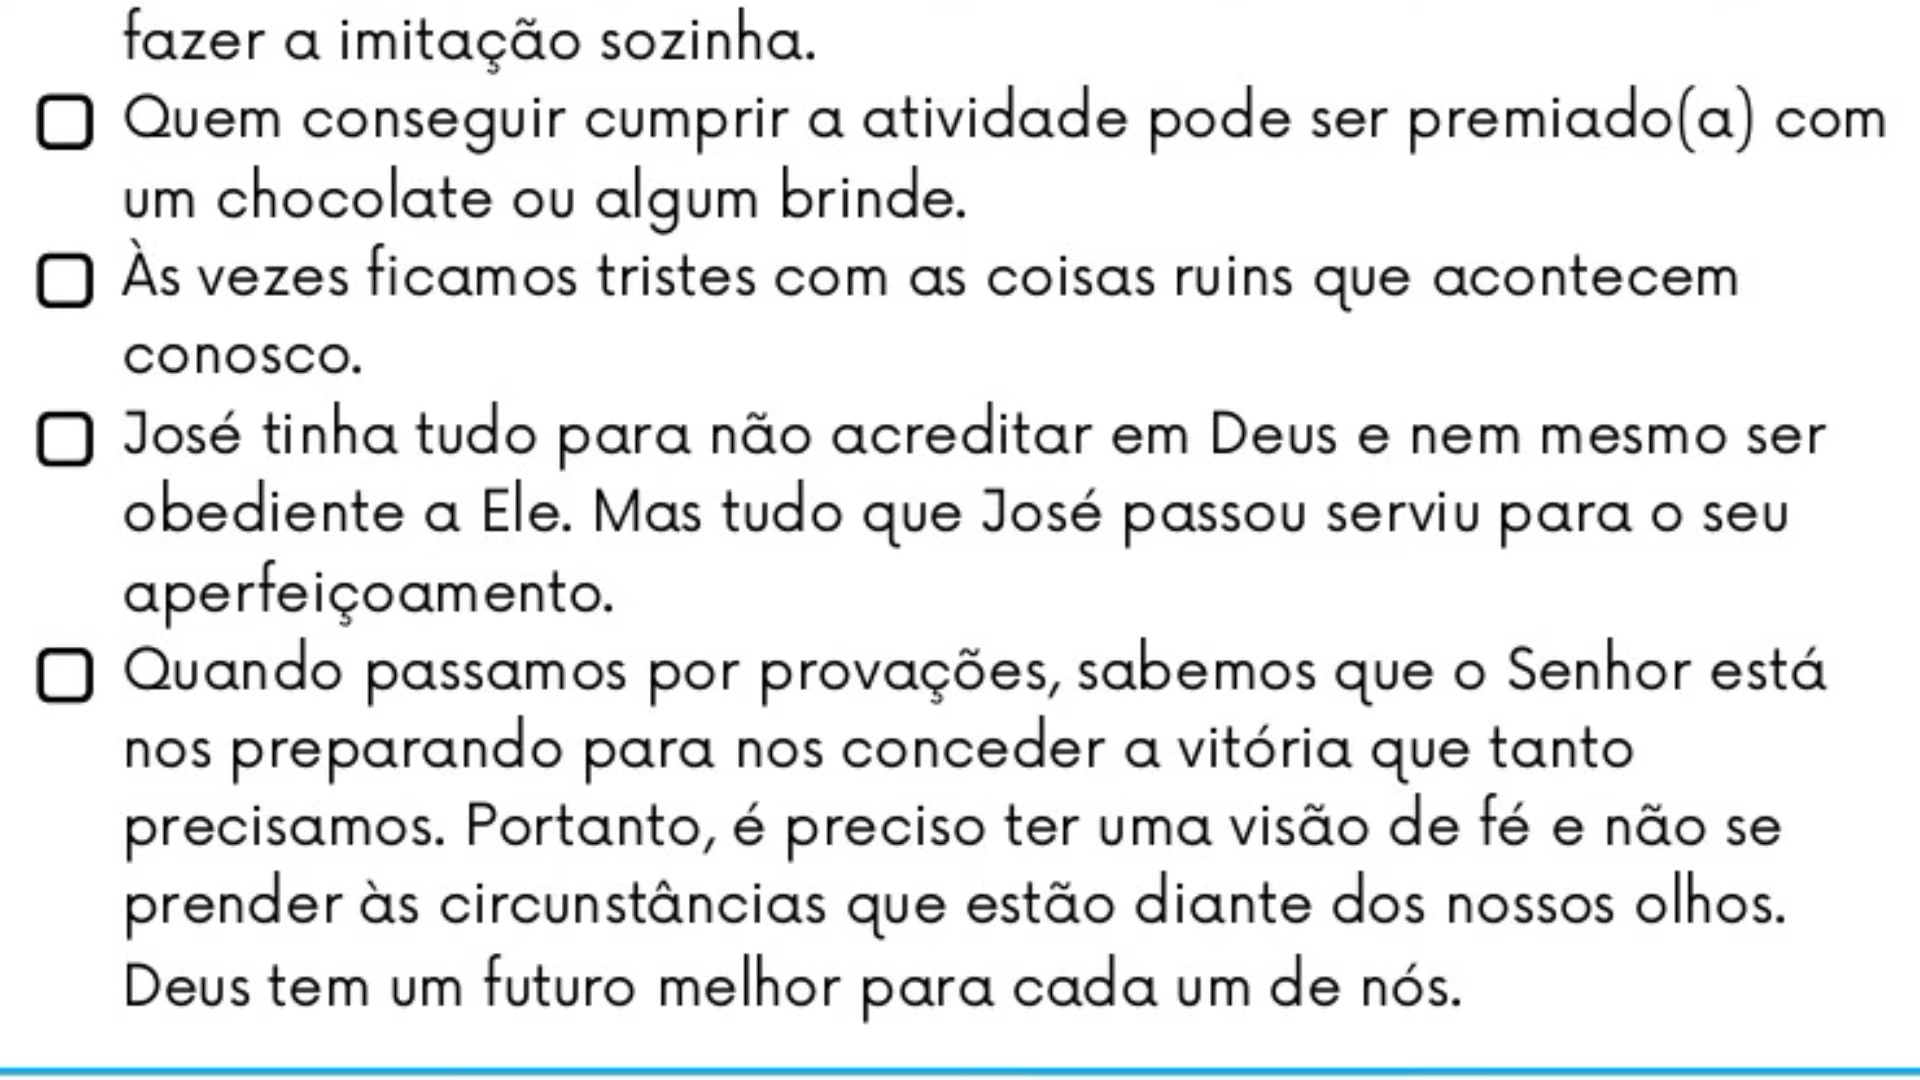 fazer a imitação sozinha.
Quem conseguir cumprir a atividade pode ser premiado(a) com
um chocolate ou algum brinde.
Às vezes ficamos tristes com as coisas ruins que acontecem
conosco.
José tinha tudo para não acreditar em Deus e nem mesmo ser
obediente a Ele. Mas tudo que José passou serviu para o seu
aperfeiçoamento.
Quando passamos por provações, sabemos que o Senhor está
nos preparando para nos conceder a vitória que tanto
precisamos. Portanto, é preciso ter uma visão de fé e não se
prender às circunstâncias que estão diante dos nossos olhos.
Deus tem um futuro melhor para cada um de nós.